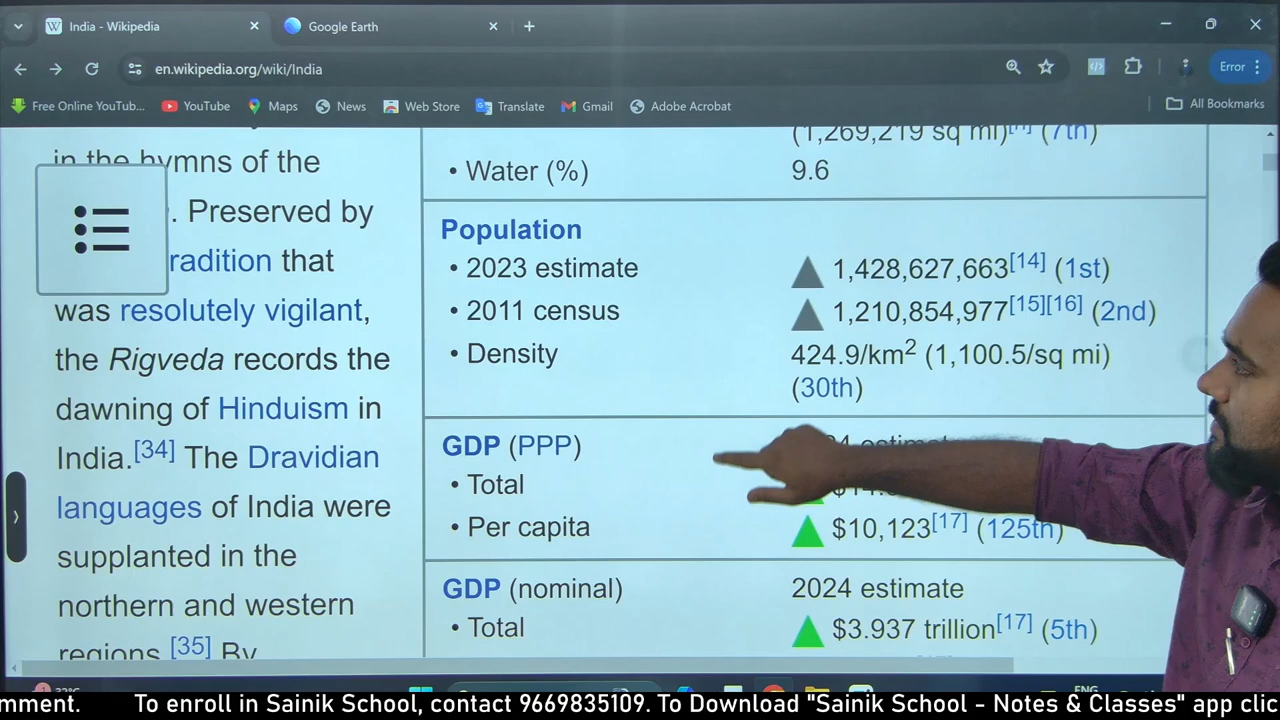 India - Wikipedia
Google Earth
en.wikipedia.org/wiki/India
Error
Free Online YouTub...
YouTube
Maps
News
Web Store
Translate
Gmail
Adobe Acrobat
All Bookmarks
in the hymns of the
. Preserved by
radition that
was resolutely vigilant,
the Rigveda records the
dawning of Hinduism in
India.[34] The Dravidian
languages of India were
supplanted in the
northern and western
regions.[35] By
(1,269,219 sq mi) (7th)
• Water (%) 9.6
Population
• 2023 estimate ▲ 1,428,627,663[14] (1st)
• 2011 census ▲ 1,210,854,977[15][16] (2nd)
• Density 424.9/km² (1,100.5/sq mi)
(30th)
GDP (PPP)
• Total
• Per capita ▲ $10,123[17] (125th)
GDP (nominal) 2024 estimate
• Total ▲ $3.937 trillion[17] (5th)
ENG
mment. To enroll in Sainik School, contact 9669835109. To Download "Sainik School - Notes & Classes" app clic